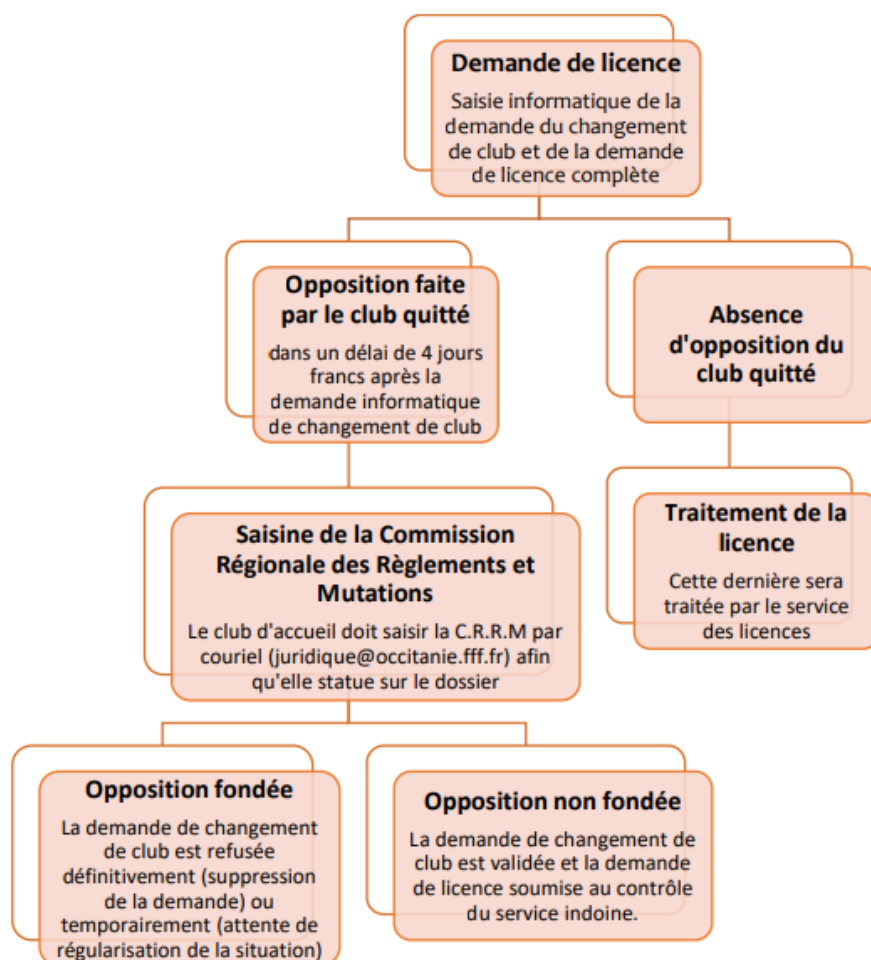 Demande de licence
Saisie informatique de la
demande du changement
de club et de la demande
de licence complète
Opposition faite
par le club quitté
dans un délai de 4 jours
francs après la
demande informatique
de changement de club
Absence
d'opposition du
club quitté
Saisine de la Commission
Régionale des Règlements et
Mutations
Le club d'accueil doit saisir la C.R.R.M par
couriel (juridique@occitanie.fff.fr) afin
qu'elle statue sur le dossier
Traitement de la
licence
Cette dernière sera
traitée par le service
des licences
Opposition fondée
La demande de changement
de club est refusée
définitivement (suppression
de la demande) ou
temporairement (attente de
régularisation de la situation)
Opposition non fondée
La demande de changement de
club est validée et la demande
de licence soumise au contrôle
du service indoine.